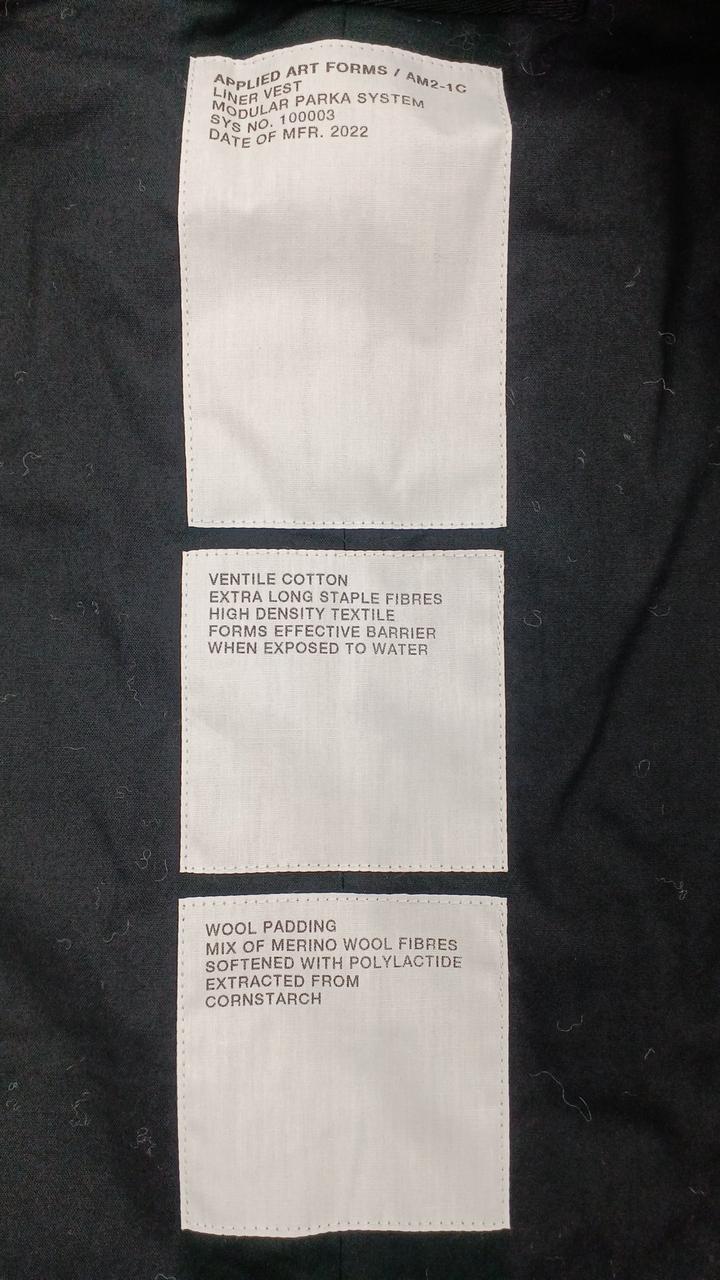 APPLIED ART FORMS / AM2-1C
LINER VEST
MODULAR PARKA SYSTEM
SYS NO. 100003
DATE OF MFR. 2022
VENTILE COTTON
EXTRA LONG STAPLE FIBRES
HIGH DENSITY TEXTILE
FORMS EFFECTIVE BARRIER
WHEN EXPOSED TO WATER
WOOL PADDING
MIX OF MERINO WOOL FIBRES
SOFTENED WITH POLYLACTIDE
EXTRACTED FROM
CORNSTARCH